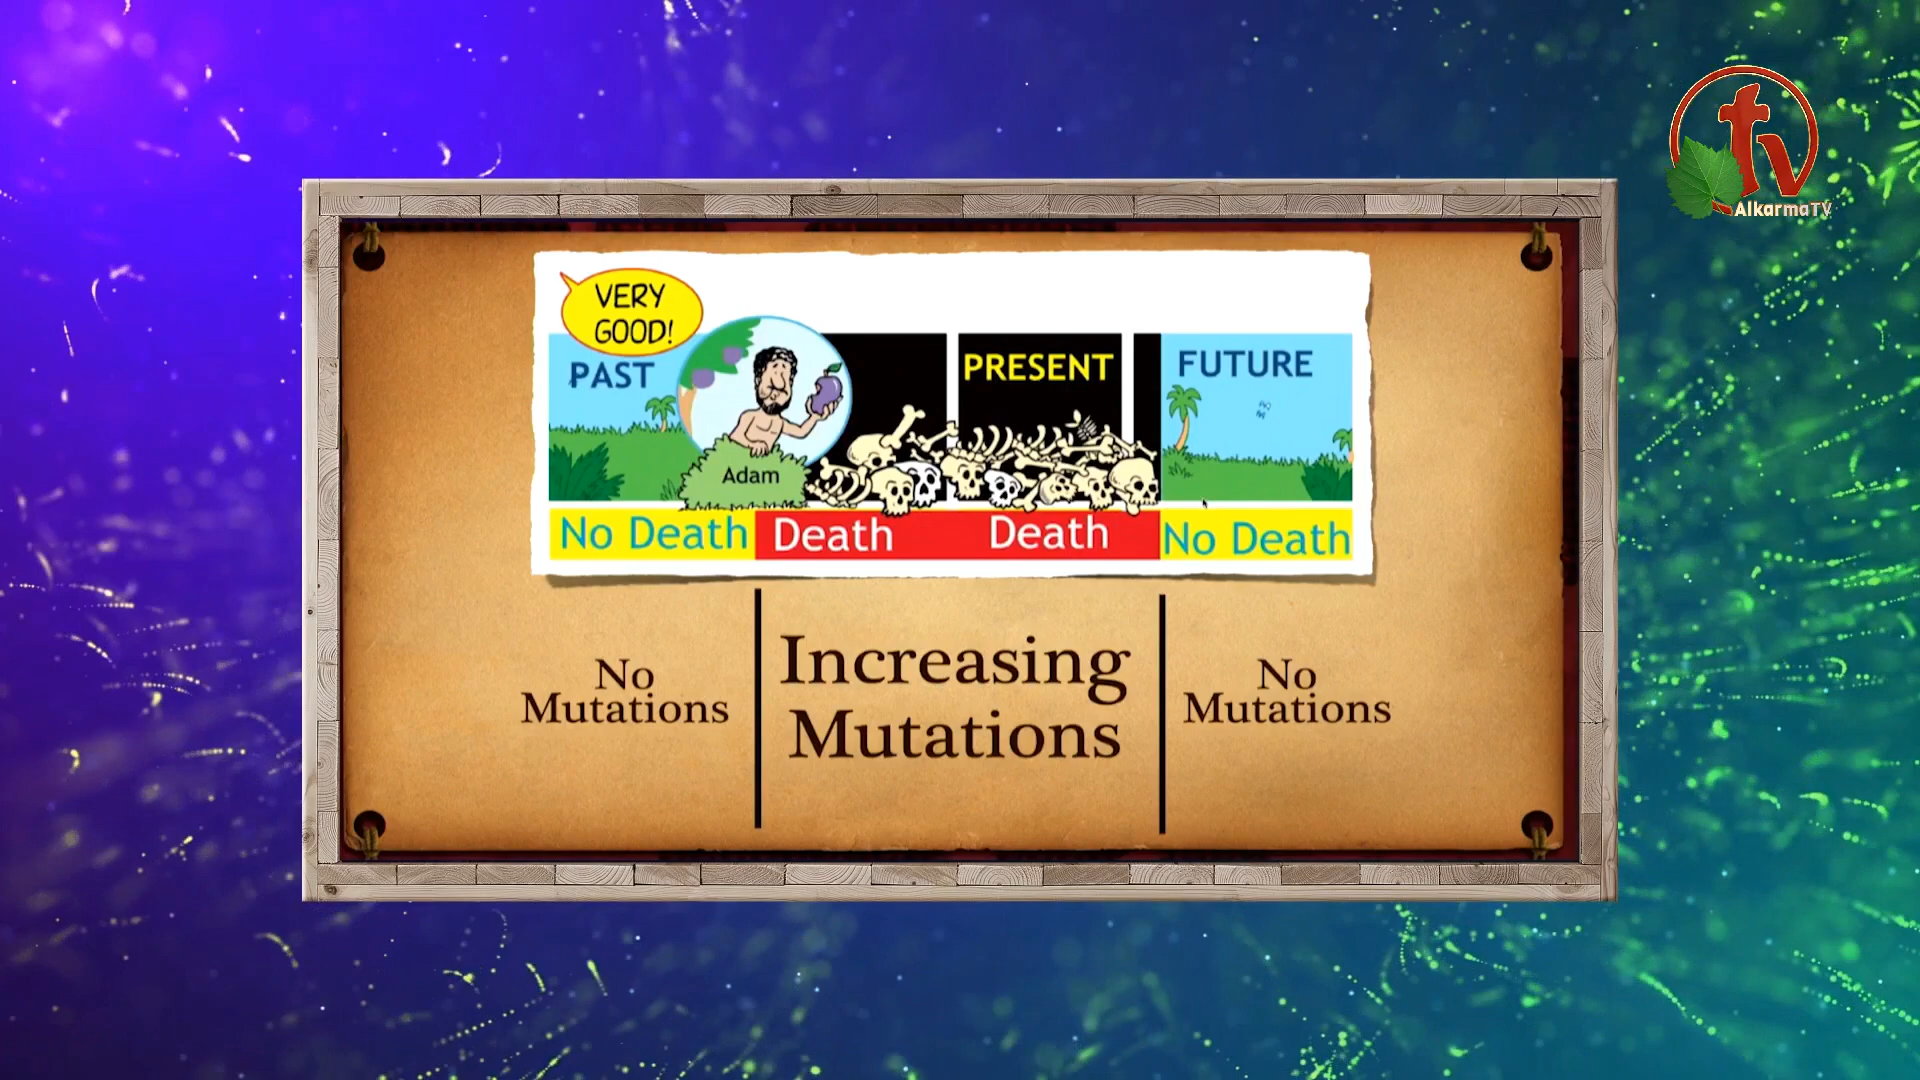 tv
AlkarmaTV
VERY
GOOD!
PAST
PRESENT
FUTURE
Adam
No Death
Death
Death
No Death
No
Mutations
Increasing
Mutations
No
Mutations